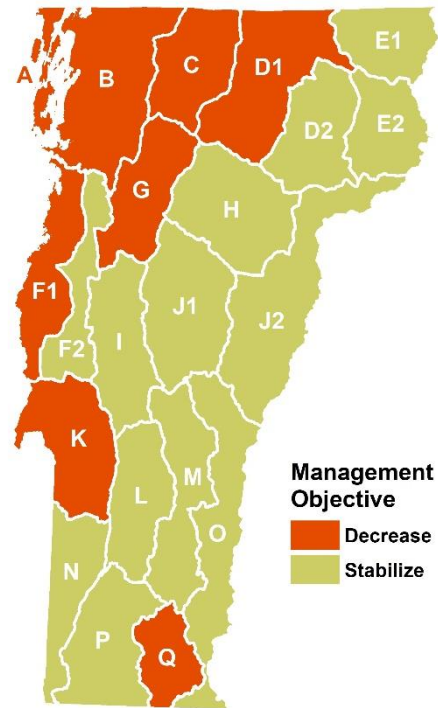 E1
A
B
C
D1
D2
E2
G
H
F1
J1
J2
F2
I
K
M
L
O
N
P
Q
Management
Objective
Decrease
Stabilize